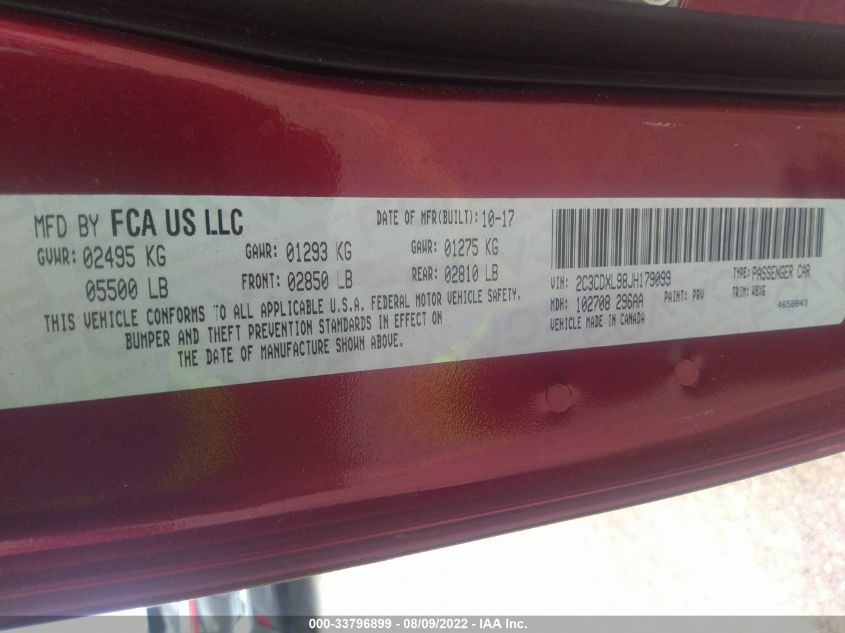 MFD BY FCA US LLC
DATE OF MFR(BUILT): 10-17
GVWR: 02495 KG
GAWR: 01293 KG
GAWR: 01275 KG
05500 LB
FRONT: 02850 LB
REAR: 02810 LB
THIS VEHICLE CONFORMS TO ALL APPLICABLE U.S.A. FEDERAL MOTOR VEHICLE SAFETY,
BUMPER AND THEFT PREVENTION STANDARDS IN EFFECT ON
THE DATE OF MANUFACTURE SHOWN ABOVE.
VIN: 2C3CDXL98JH179099
TYPE: PASSENGER CAR
MDH: 102708 296AA
PAINT: PRV
TRIM: WBX6
VEHICLE MADE IN CANADA
4658843
000-33796899 - 08/09/2022 - IAA Inc.